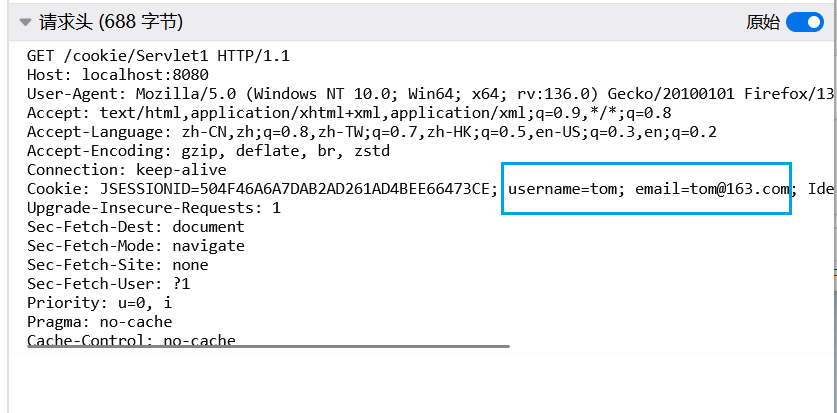 请求头 (688 字节)
原始
GET /cookie/Servlet1 HTTP/1.1
Host: localhost:8080
User-Agent: Mozilla/5.0 (Windows NT 10.0; Win64; x64; rv:136.0) Gecko/20100101 Firefox/13
Accept: text/html,application/xhtml+xml,application/xml;q=0.9,*/*;q=0.8
Accept-Language: zh-CN,zh;q=0.8,zh-TW;q=0.7,zh-HK;q=0.5,en-US;q=0.3,en;q=0.2
Accept-Encoding: gzip, deflate, br, zstd
Connection: keep-alive
Cookie: JSESSIONID=504F46A6A7DAB2AD261AD4BEE66473CE; username=tom; email=tom@163.com; Ide
Upgrade-Insecure-Requests: 1
Sec-Fetch-Dest: document
Sec-Fetch-Mode: navigate
Sec-Fetch-Site: none
Sec-Fetch-User: ?1
Priority: u=0, i
Pragma: no-cache
Cache-Control: no-cache